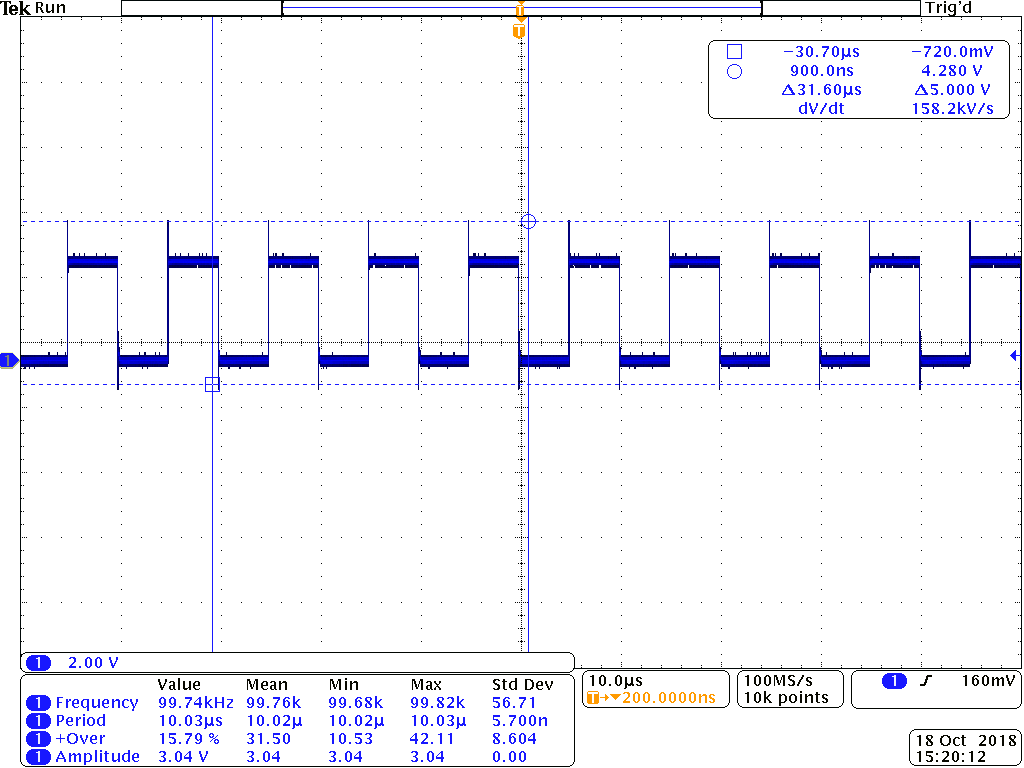 Tek Run Trig'd
T
T
−30.70µs −720.0mV
900.0ns 4.280 V
Δ31.60µs Δ5.000 V
dV/dt 158.2kV/s
1
1 2.00 V
Value Mean Min Max Std Dev
1 Frequency 99.74kHz 99.76k 99.68k 99.82k 56.71
1 Period 10.03µs 10.02µ 10.02µ 10.03µ 5.700n
1 +Over 15.79 % 31.50 10.53 42.11 8.604
1 Amplitude 3.04 V 3.04 3.04 3.04 0.00
10.0µs
T→▼200.0000ns
100MS/s
10k points
1 160mV
18 Oct 2018
15:20:12